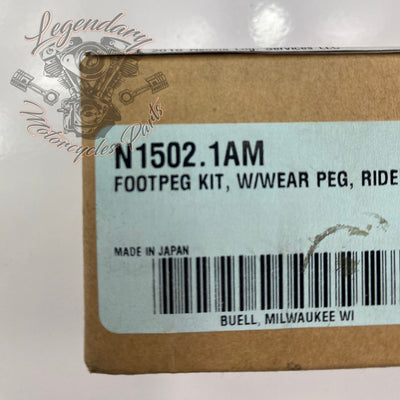 Legendary
Motorcycles Parts
N1502.1AM
FOOTPEG KIT, W/WEAR PEG, RIDE
MADE IN JAPAN
BUELL, MILWAUKEE WI